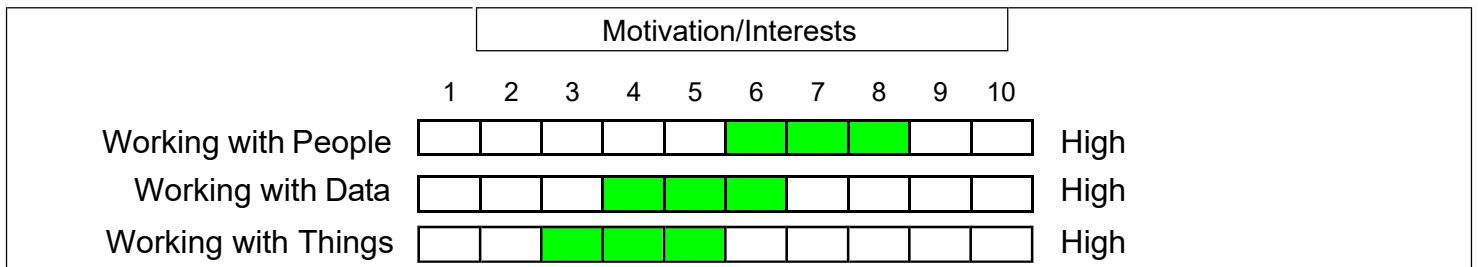 Motivation/Interests
1 2 3 4 5 6 7 8 9 10
Working with People High
Working with Data High
Working with Things High